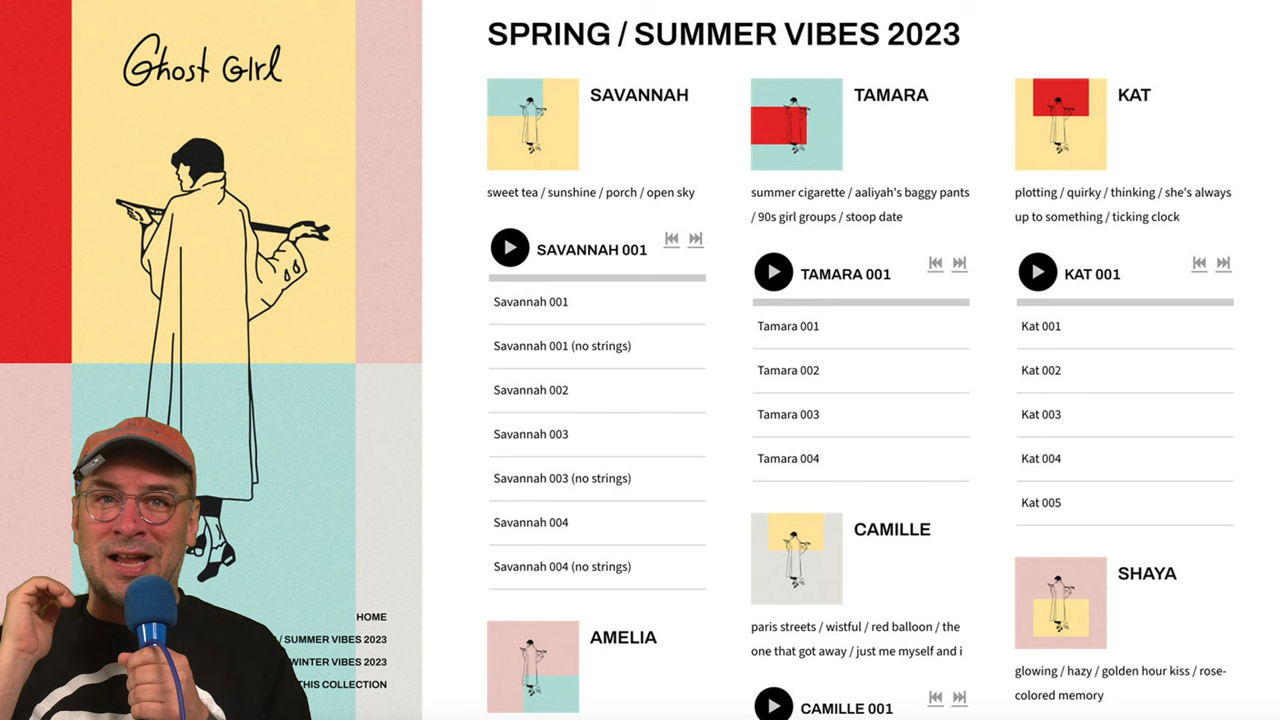 Ghost Girl
HOME
/ SUMMER VIBES 2023
WINTER VIBES 2023
THIS COLLECTION
SPRING / SUMMER VIBES 2023
SAVANNAH
sweet tea / sunshine / porch / open sky
SAVANNAH 001
Savannah 001
Savannah 001 (no strings)
Savannah 002
Savannah 003
Savannah 003 (no strings)
Savannah 004
Savannah 004 (no strings)
AMELIA
TAMARA
summer cigarette / aaliyah's baggy pants
/ 90s girl groups / stoop date
TAMARA 001
Tamara 001
Tamara 002
Tamara 003
Tamara 004
CAMILLE
paris streets / wistful / red balloon / the
one that got away / just me myself and i
CAMILLE 001
KAT
plotting / quirky / thinking / she's always
up to something / ticking clock
KAT 001
Kat 001
Kat 002
Kat 003
Kat 004
Kat 005
SHAYA
glowing / hazy / golden hour kiss / rose-
colored memory